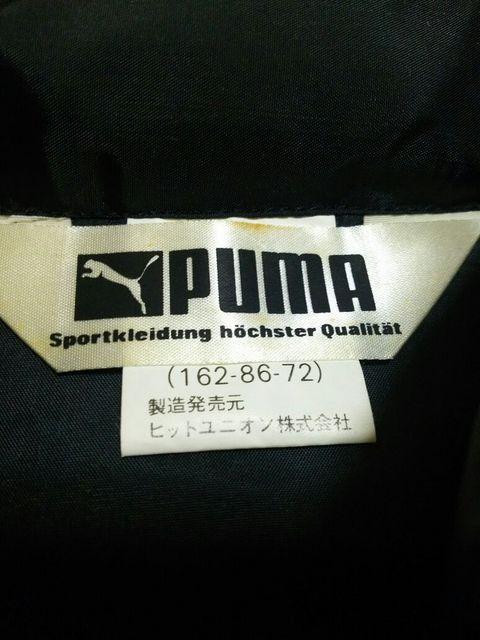 PUMA
Sportkleidung höchster Qualität
(162-86-72)
製造発売元
ヒットユニオン株式会社